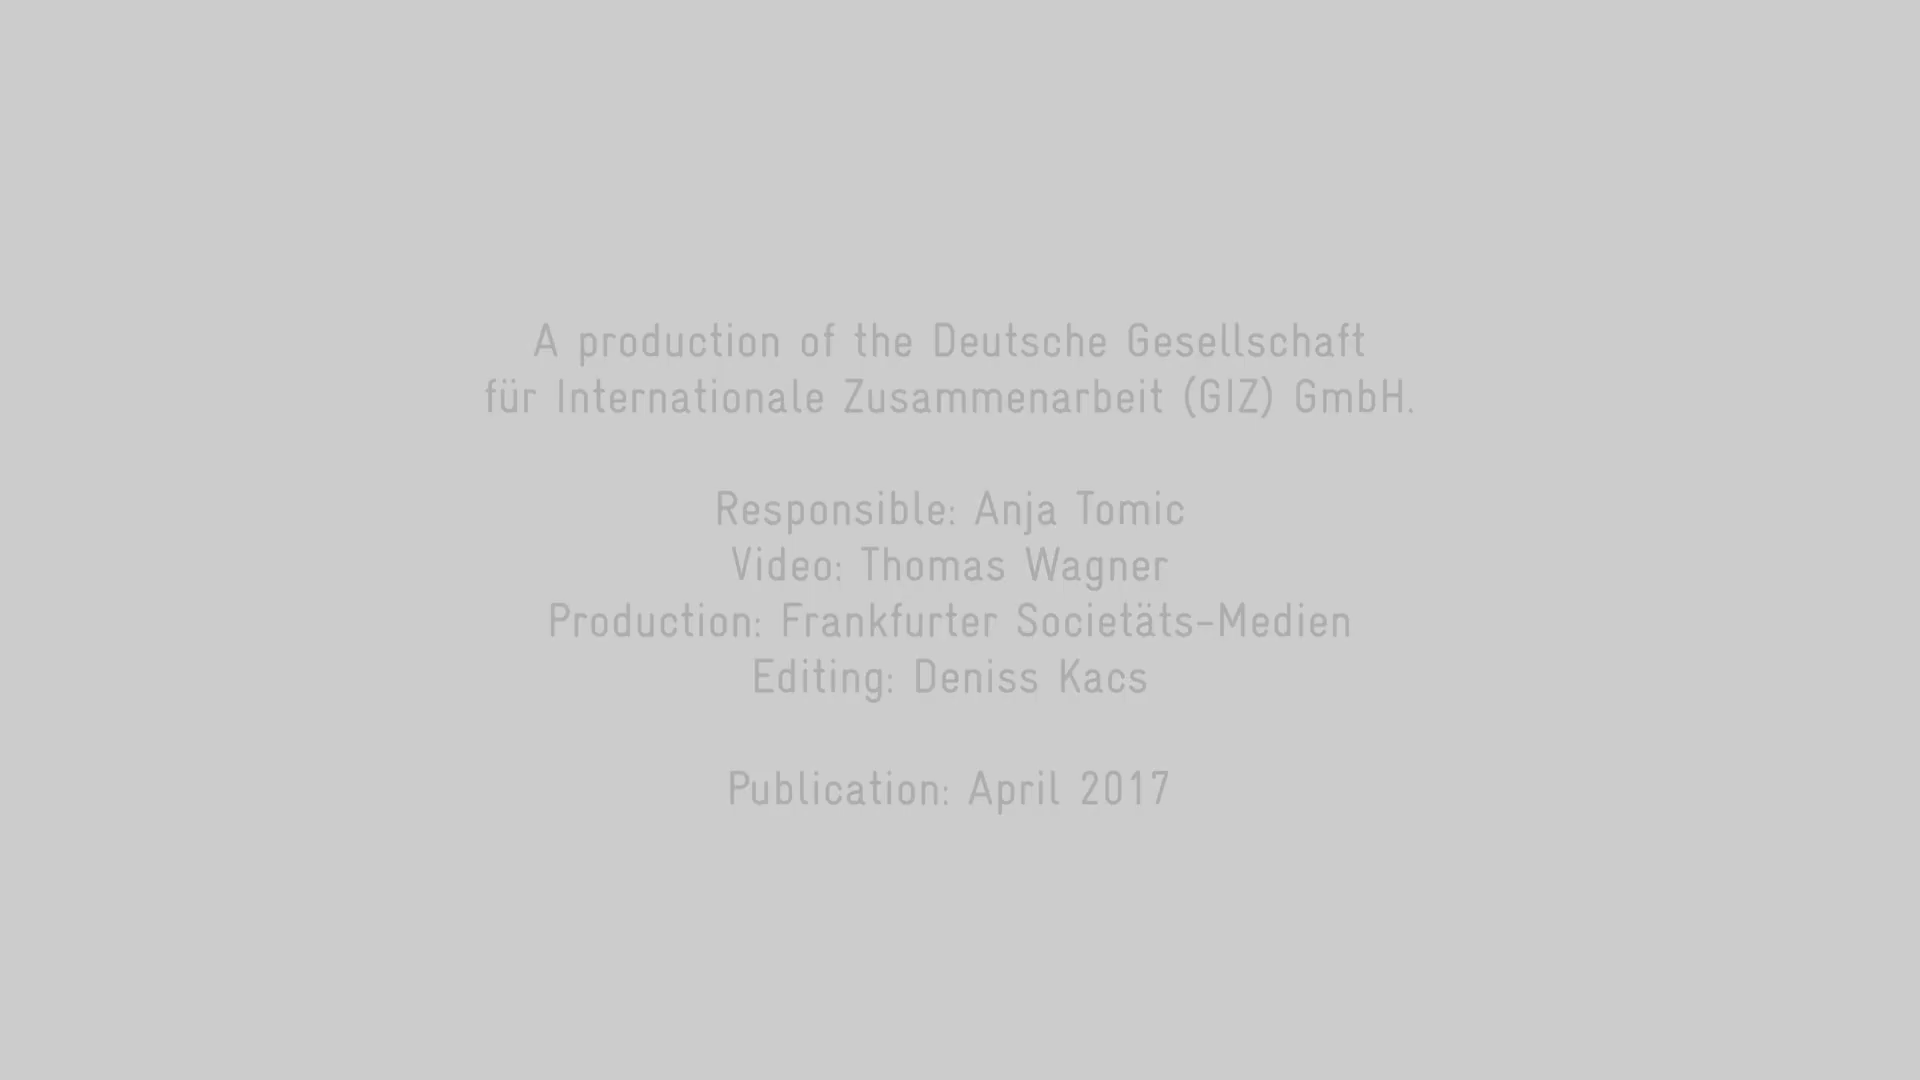 A production of the Deutsche Gesellschaft
für Internationale Zusammenarbeit (GIZ) GmbH.
Responsible: Anja Tomic
Video: Thomas Wagner
Production: Frankfurter Societäts-Medien
Editing: Deniss Kacs
Publication: April 2017